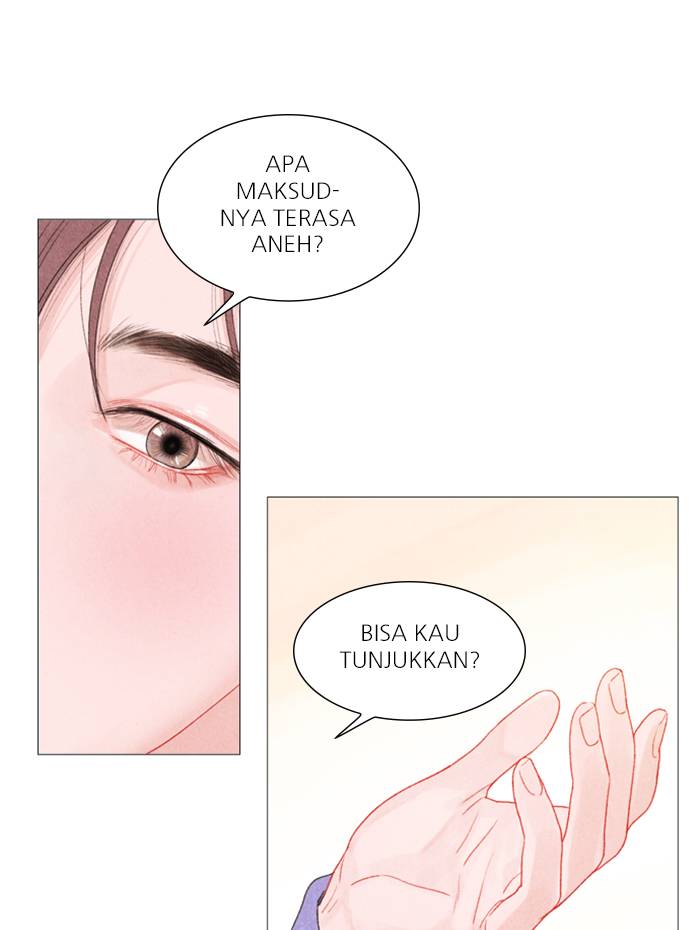 APA
MAKSUD-
NYA TERASA
ANEH?
BISA KAU
TUNJUKKAN?